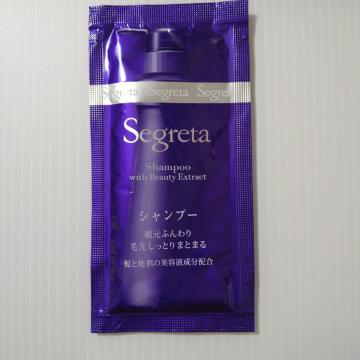 Segreta Segreta Segreta
Segreta
Shampoo
with Beauty Extract
シャンプー
根元ふんわり
毛先しっとりまとまる
髪と地肌の美容液成分配合